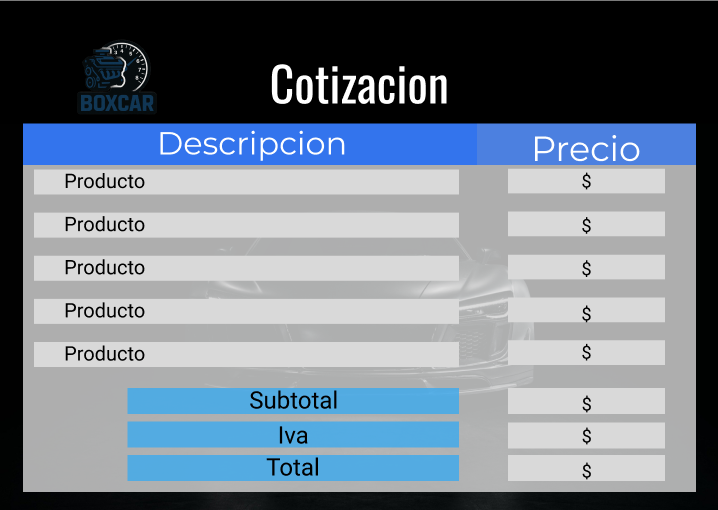 BOXCAR
Cotizacion
Descripcion Precio
Producto $
Producto $
Producto $
Producto $
Producto $
Subtotal $
Iva $
Total $